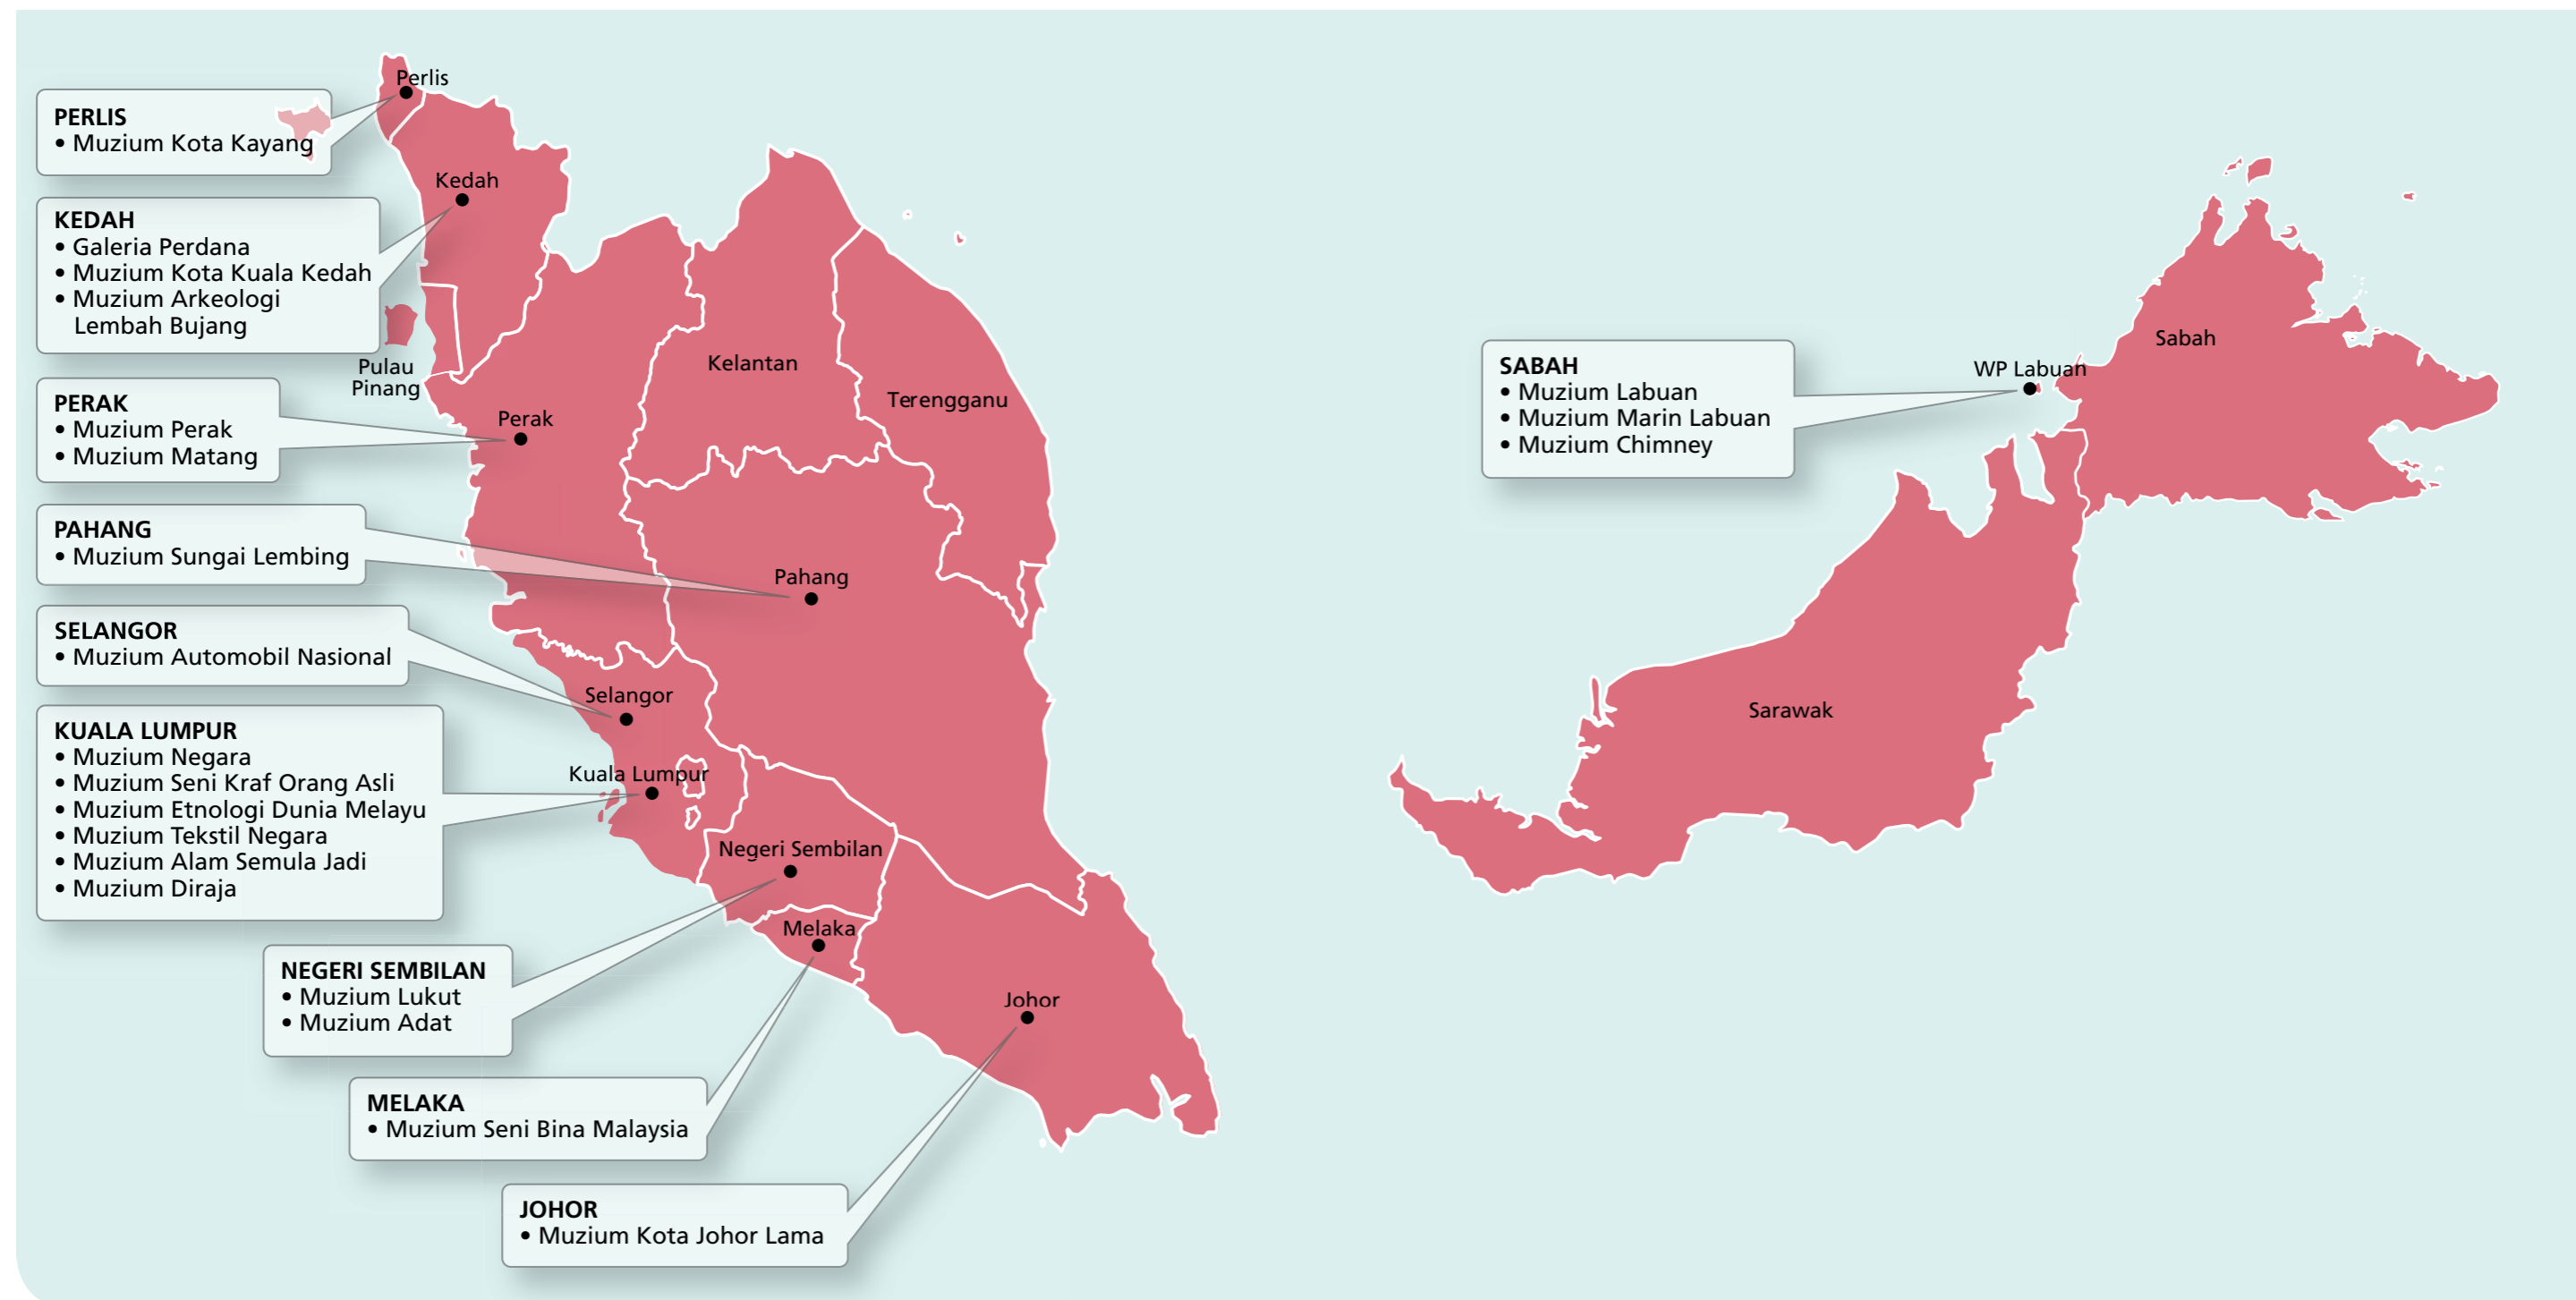 Perlis
PERLIS
• Muzium Kota Kayang
Kedah
KEDAH
• Galeria Perdana
• Muzium Kota Kuala Kedah
• Muzium Arkeologi
Lembah Bujang
Pulau
Pinang
Kelantan
Terengganu
PERAK
• Muzium Perak
• Muzium Matang
Perak
PAHANG
• Muzium Sungai Lembing
Pahang
SELANGOR
• Muzium Automobil Nasional
Selangor
KUALA LUMPUR
• Muzium Negara
• Muzium Seni Kraf Orang Asli
• Muzium Etnologi Dunia Melayu
• Muzium Tekstil Negara
• Muzium Alam Semula Jadi
• Muzium Diraja
Kuala Lumpur
Negeri Sembilan
NEGERI SEMBILAN
• Muzium Lukut
• Muzium Adat
Melaka
MELAKA
• Muzium Seni Bina Malaysia
Johor
JOHOR
• Muzium Kota Johor Lama
SABAH
• Muzium Labuan
• Muzium Marin Labuan
• Muzium Chimney
WP Labuan
Sabah
Sarawak